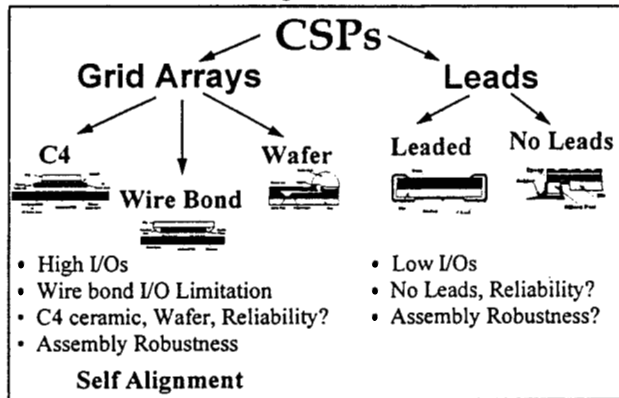 CSPs
Grid Arrays
Leads
C4
Wire Bond
Wafer
Leaded
No Leads
• High I/Os
• Wire bond I/O Limitation
• C4 ceramic, Wafer, Reliability?
• Assembly Robustness
Self Alignment
• Low I/Os
• No Leads, Reliability?
• Assembly Robustness?